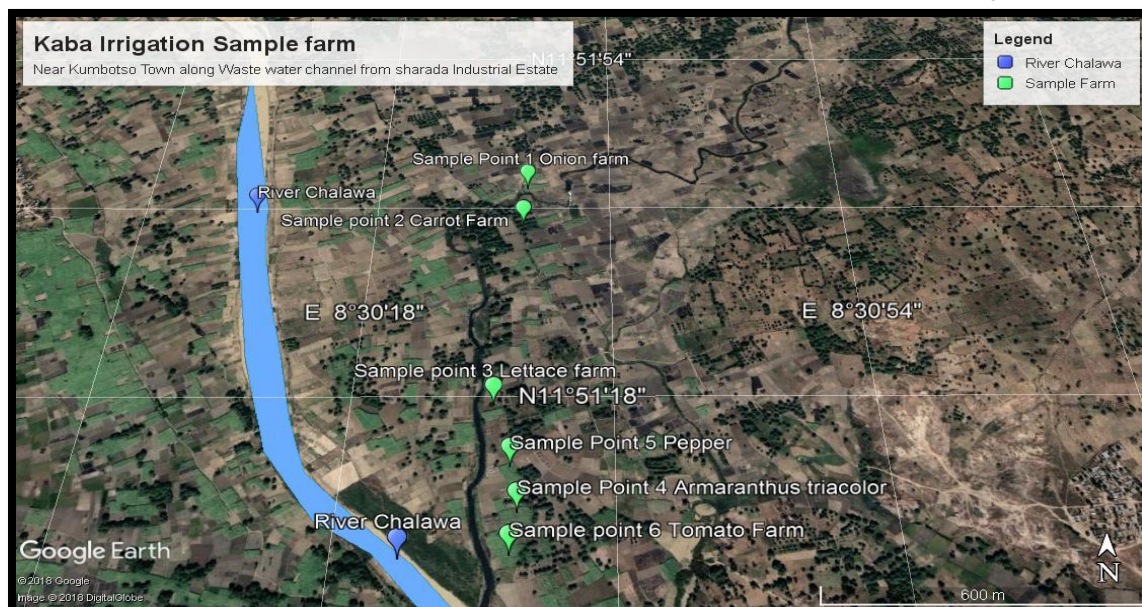 Kaba Irrigation Sample farm
Near Kumbotso Town along Waste water channel from sharada Industrial Estate
N11°51'54"
Legend
River Chalawa
Sample Farm
Sample Point 1 Onion farm
River Chalawa
Sample point 2 Carrot Farm
E 8°30'18"
E 8°30'54"
Sample point 3 Lettace farm
N11°51'18"
Sample Point 5 Pepper
Sample Point 4 Armaranthus triacolor
River Chalawa
Sample point 6 Tomato Farm
Google Earth
© 2018 Google
Image © 2018 DigitalGlobe
N
600 m